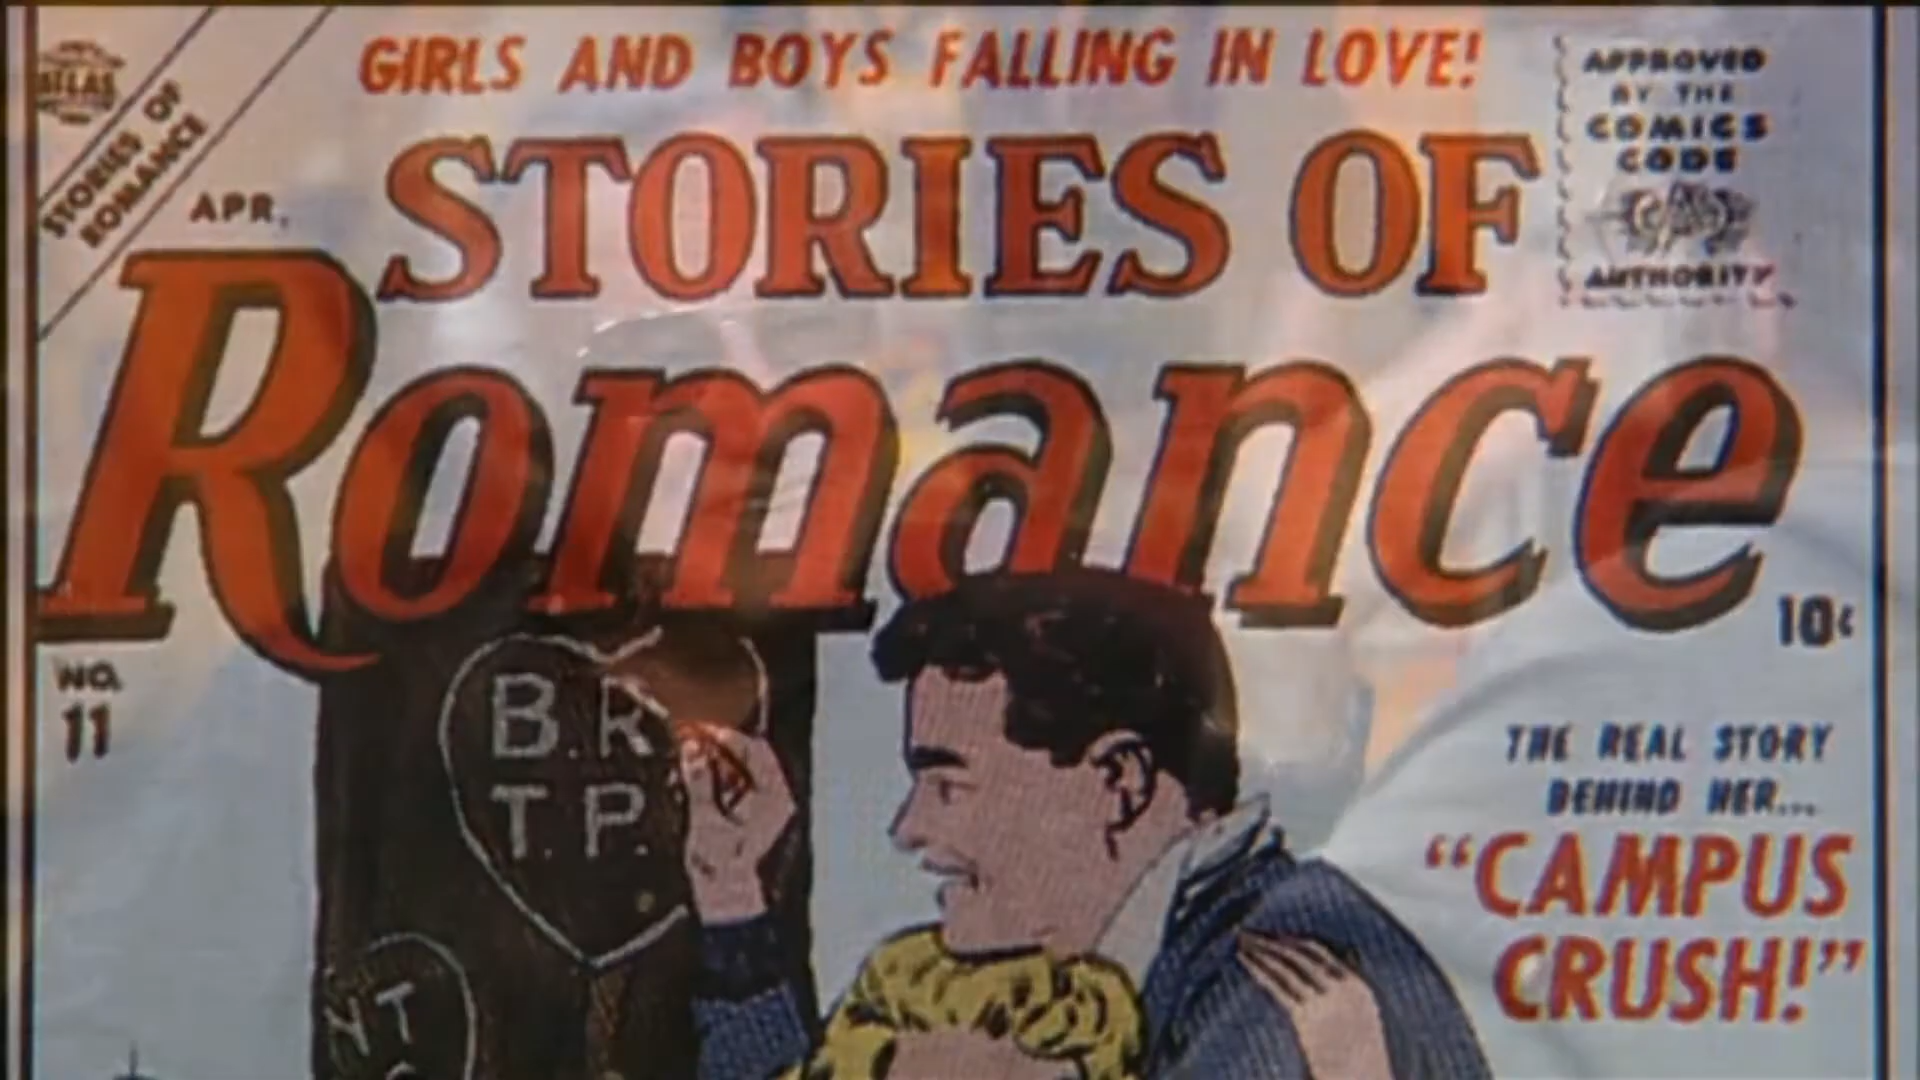 GIRLS AND BOYS FALLING IN LOVE!
ATLAS
STORIES OF
ROMANCE
APR.
STORIES OF
Romance
APPROVED
BY THE
COMICS
CODE
AUTHORITY
10¢
NO.
11
B.R
T.P.
THE REAL STORY
BEHIND HER...
"CAMPUS
CRUSH!"